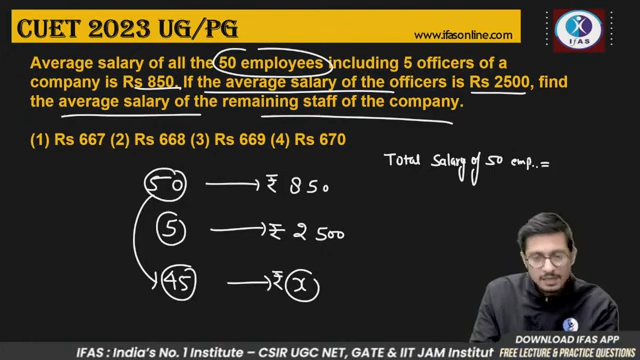 CUET 2023 UG/PG
www.ifasonline.com
IFAS
Average salary of all the 50 employees including 5 officers of a
company is Rs 850. If the average salary of the officers is Rs 2500, find
the average salary of the remaining staff of the company.
(1) Rs 667 (2) Rs 668 (3) Rs 669 (4) Rs 670
Total Salary of 50 emp.. =
50 → ₹ 850
5 → ₹ 2500
45 → ₹ x
DOWNLOAD IFAS APP
IFAS : India's No. 1 Institute – CSIR UGC NET, GATE & IIT JAM Institut
FREE LECTURE & PRACTICE QUESTIONS